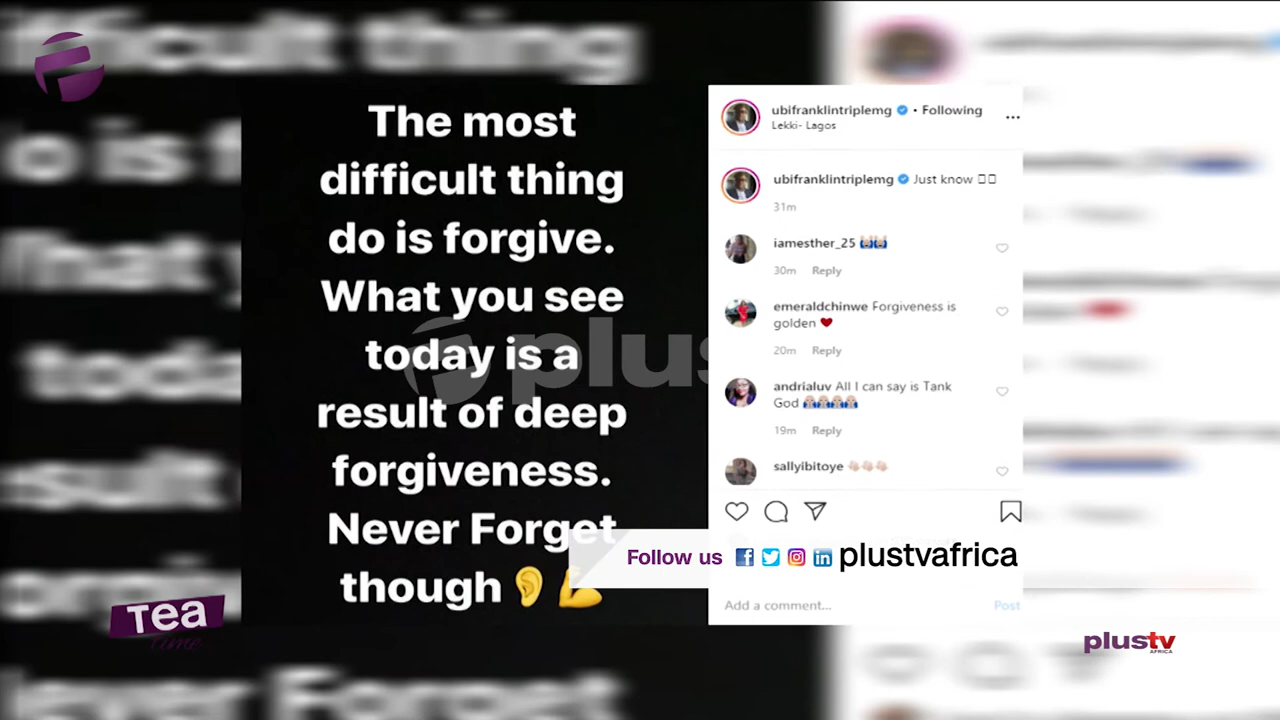 The most
difficult thing
do is forgive.
What you see
today is a
result of deep
forgiveness.
Never Forget
though 👂💪
ubifranklintriplemg • Following
Lekki- Lagos
...
ubifranklintriplemg Just know
31m
iamesther_25 🙌🙌
30m Reply
emeraldchinwe Forgiveness is
golden ❤
20m Reply
andrialuv All I can say is Tank
God 🙌🙌🙌🙌
19m Reply
sallyibitoye
Add a comment...
Post
Follow us plustvafrica
plus
Tea
Time
plustv
AFRICA